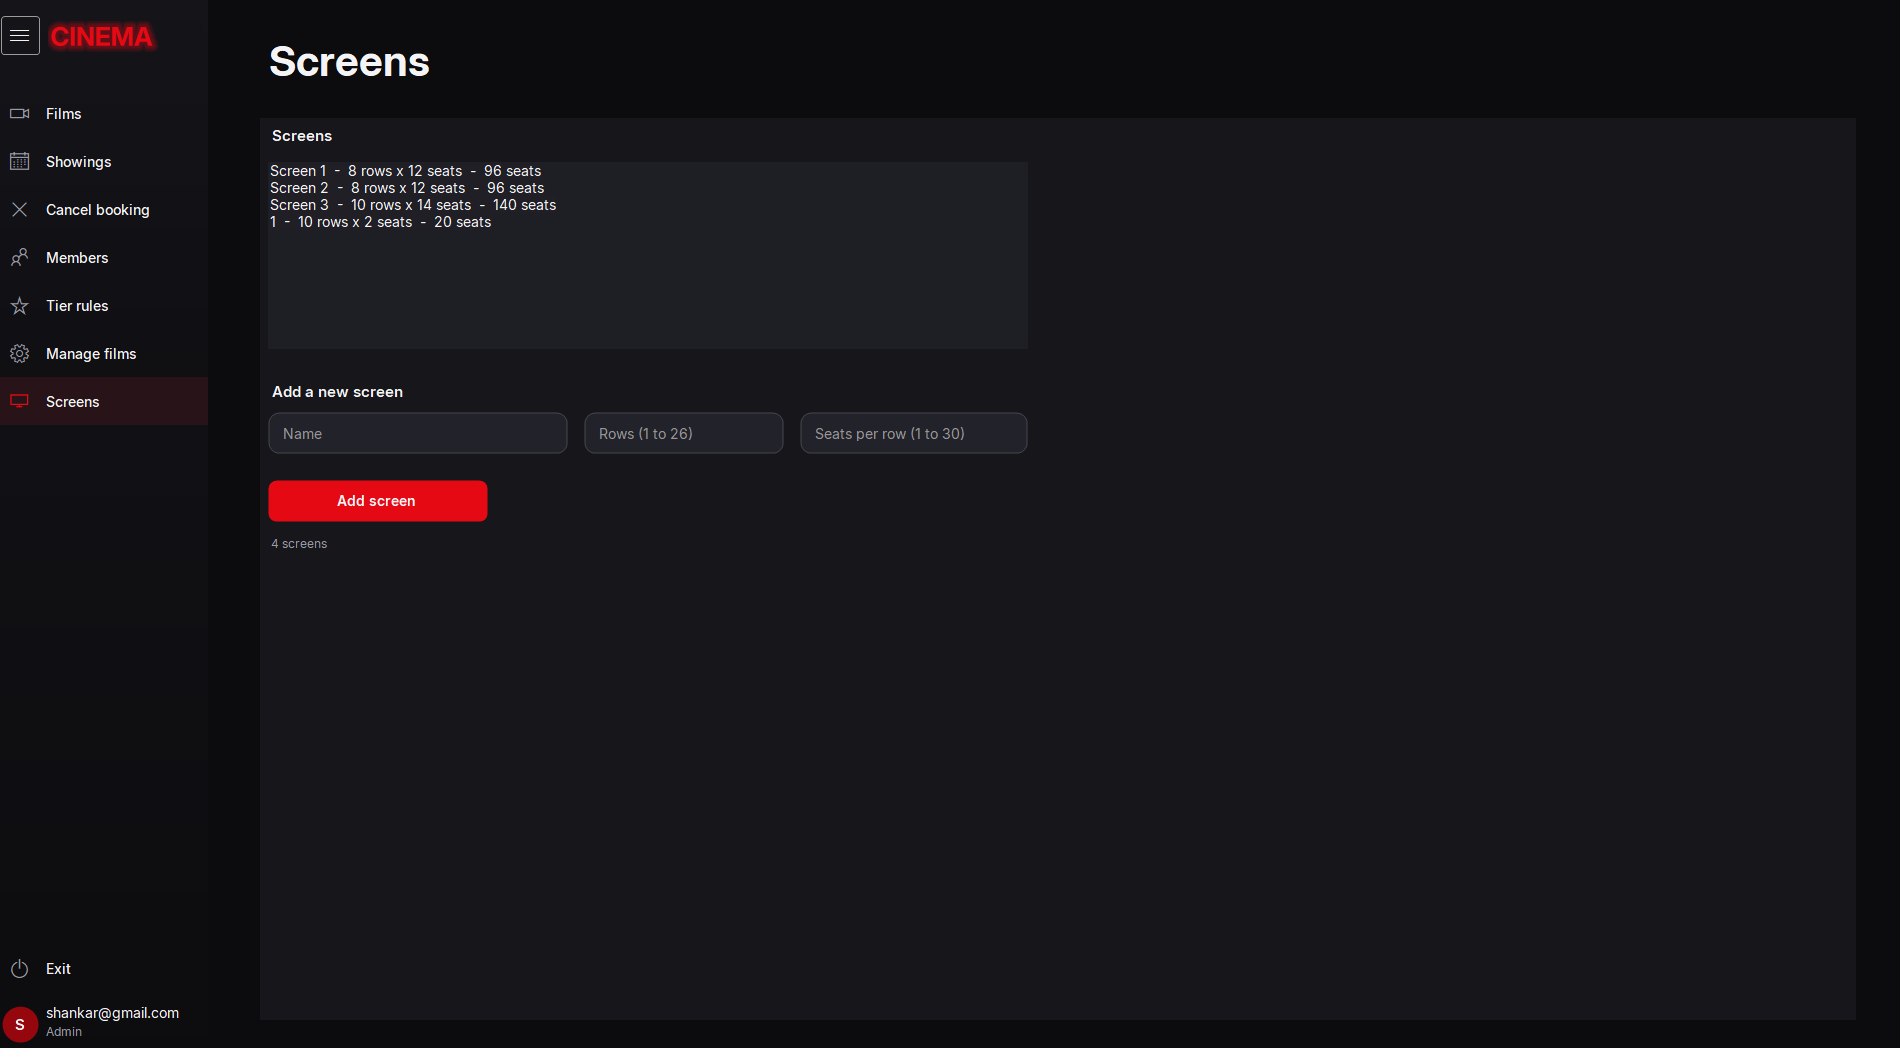 CINEMA
Films
Showings
Cancel booking
Members
Tier rules
Manage films
Screens
Exit
S
shankar@gmail.com
Admin
Screens
Screens
Screen 1 - 8 rows x 12 seats - 96 seats
Screen 2 - 8 rows x 12 seats - 96 seats
Screen 3 - 10 rows x 14 seats - 140 seats
1 - 10 rows x 2 seats - 20 seats
Add a new screen
Name
Rows (1 to 26)
Seats per row (1 to 30)
Add screen
4 screens